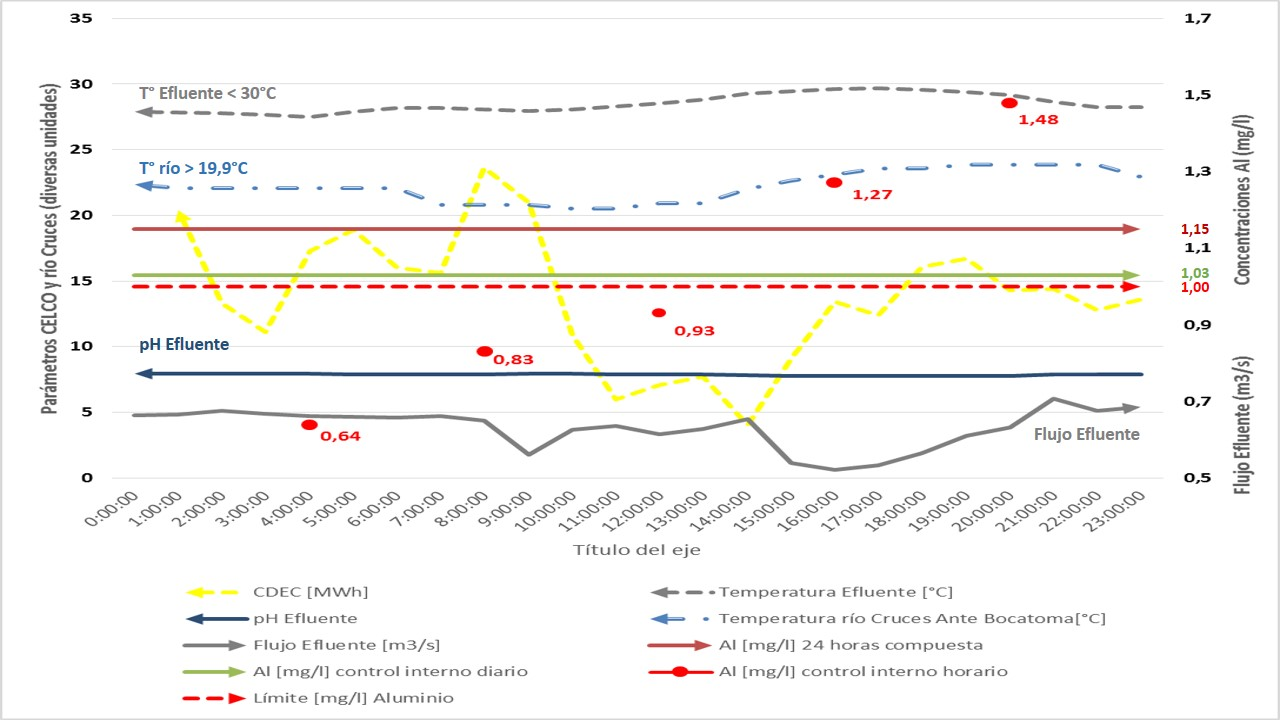 35
30
25
20
15
10
5
0
Parámetros CELCO y río Cruces (diversas unidades)
T° Efluente < 30°C
T° río > 19,9°C
pH Efluente
Flujo Efluente
0,64
0,83
0,93
1,27
1,48
1,7
1,5
1,3
1,15
1,1
1,03
1,00
0,9
0,7
0,5
Concentraciones Al (mg/l)
Flujo Efluente (m3/s)
0:00:00
1:00:00
2:00:00
3:00:00
4:00:00
5:00:00
6:00:00
7:00:00
8:00:00
9:00:00
10:00:00
11:00:00
12:00:00
13:00:00
14:00:00
15:00:00
16:00:00
17:00:00
18:00:00
19:00:00
20:00:00
21:00:00
22:00:00
23:00:00
Título del eje
CDEC [MWh]
Temperatura Efluente [°C]
pH Efluente
Temperatura río Cruces Ante Bocatoma[°C]
Flujo Efluente [m3/s]
Al [mg/l] 24 horas compuesta
Al [mg/l] control interno diario
Al [mg/l] control interno horario
Límite [mg/l] Aluminio